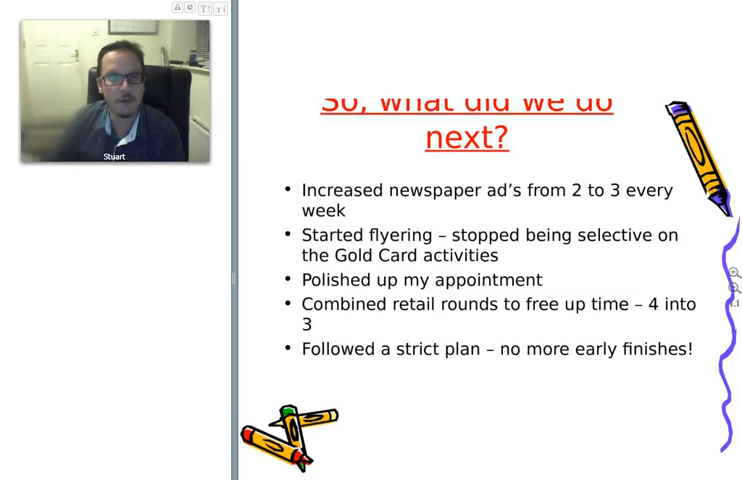 Stuart
So, what did we do
next?
• Increased newspaper ad's from 2 to 3 every
week
• Started flyering – stopped being selective on
the Gold Card activities
• Polished up my appointment
• Combined retail rounds to free up time – 4 into
3
• Followed a strict plan – no more early finishes!